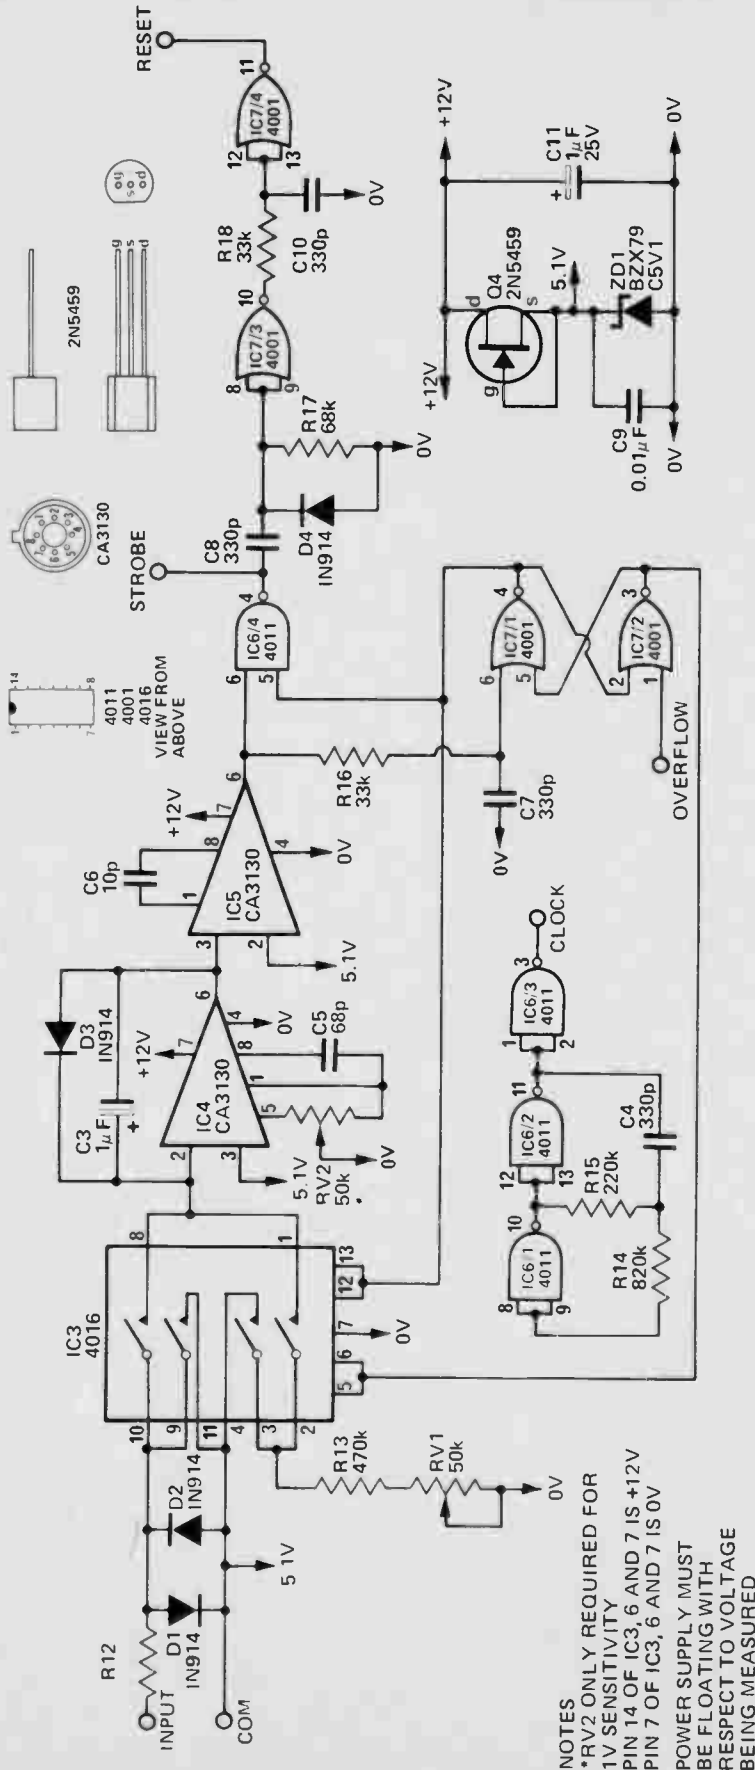 RESET
11
IC7/4
4001
12
13
R18
33k
C10
330p
0V
10
IC7/3
4001
8
9
R17
68k
0V
D4
IN914
C8
330p
STROBE
4
IC6/4
4011
6
5
2N5459
g
s
d
g
s
d
CA3130
1
2
3
4
5
6
7
8
1
14
7
8
4011
4001
4016
VIEW FROM
ABOVE
+12V
+12V
C11
1μF
25V
+
0V
Q4
2N5459
d
s
g
5.1V
ZD1
BZX79
C5V1
C9
0.01μF
0V
D3
IN914
C3
1μF
+
C6
10p
+12V
7
8
1
6
IC5
CA3130
3
2
4
0V
5.1V
R16
33k
C7
330p
0V
4
IC7/1
4001
6
5
3
IC7/2
4001
2
1
OVERFLOW
+12V
7
6
4
0V
IC4
CA3130
8
1
5
2
3
C5
68p
5.1V
RV2
50k
*
0V
CLOCK
3
IC6/3
4011
1
2
11
IC6/2
4011
12
13
10
IC6/1
4011
8
9
R15
220k
C4
330p
R14
820k
IC3
4016
8
1
13
12
7
6
5
0V
10
9
11
4
3
2
R12
INPUT
COM
D1
IN914
D2
IN914
5 1V
R13
470k
RV1
50k
0V
NOTES
*RV2 ONLY REQUIRED FOR
1V SENSITIVITY
PIN 14 OF IC3, 6 AND 7 IS +12V
PIN 7 OF IC3, 6 AND 7 IS 0V
POWER SUPPLY MUST
BE FLOATING WITH
RESPECT TO VOLTAGE
BEING MEASURED